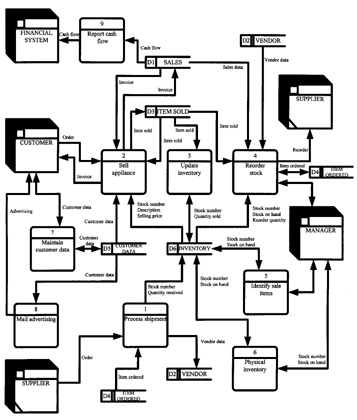 9
FINANCIAL
SYSTEM
Cash flow
Report cash
flow
Cash flow
D2 VENDOR
D1 SALES
Vendor data
Invoice
Sales data
Invoice
SUPPLIER
D3 ITEM SOLD
Item sold
Item sold
Item sold
Item sold
CUSTOMER
Order
Reorder
2
Sell
appliance
3
Update
inventory
4
Reorder
stock
Item ordered
D4 ITEM
ORDERED
Invoice
Advertising
Customer data
Customer
data
Stock number
Description
Selling price
Stock number
Quantity sold
Stock number
Stock on hand
Reorder quantity
MANAGER
7
Maintain
customer data
Customer
data
D5 CUSTOMER
DATA
D6 INVENTORY
Stock number
Stock on hand
Customer data
Stock number
Quantity received
Stock number
Stock on hand
5
Identify sale
items
8
Mail advertising
1
Process shipment
Stock number
Stock on hand
Stock number
Stock on hand
6
Physical
inventory
Order
Vendor data
SUPPLIER
Item ordered
D2 VENDOR
D4 ITEM
ORDERED